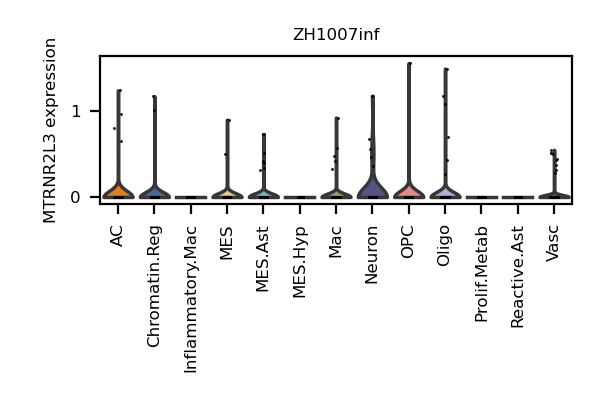 ZH1007inf
MTRNR2L3 expression
1
0
AC
Chromatin.Reg
Inflammatory.Mac
MES
MES.Ast
MES.Hyp
Mac
Neuron
OPC
Oligo
Prolif.Metab
Reactive.Ast
Vasc